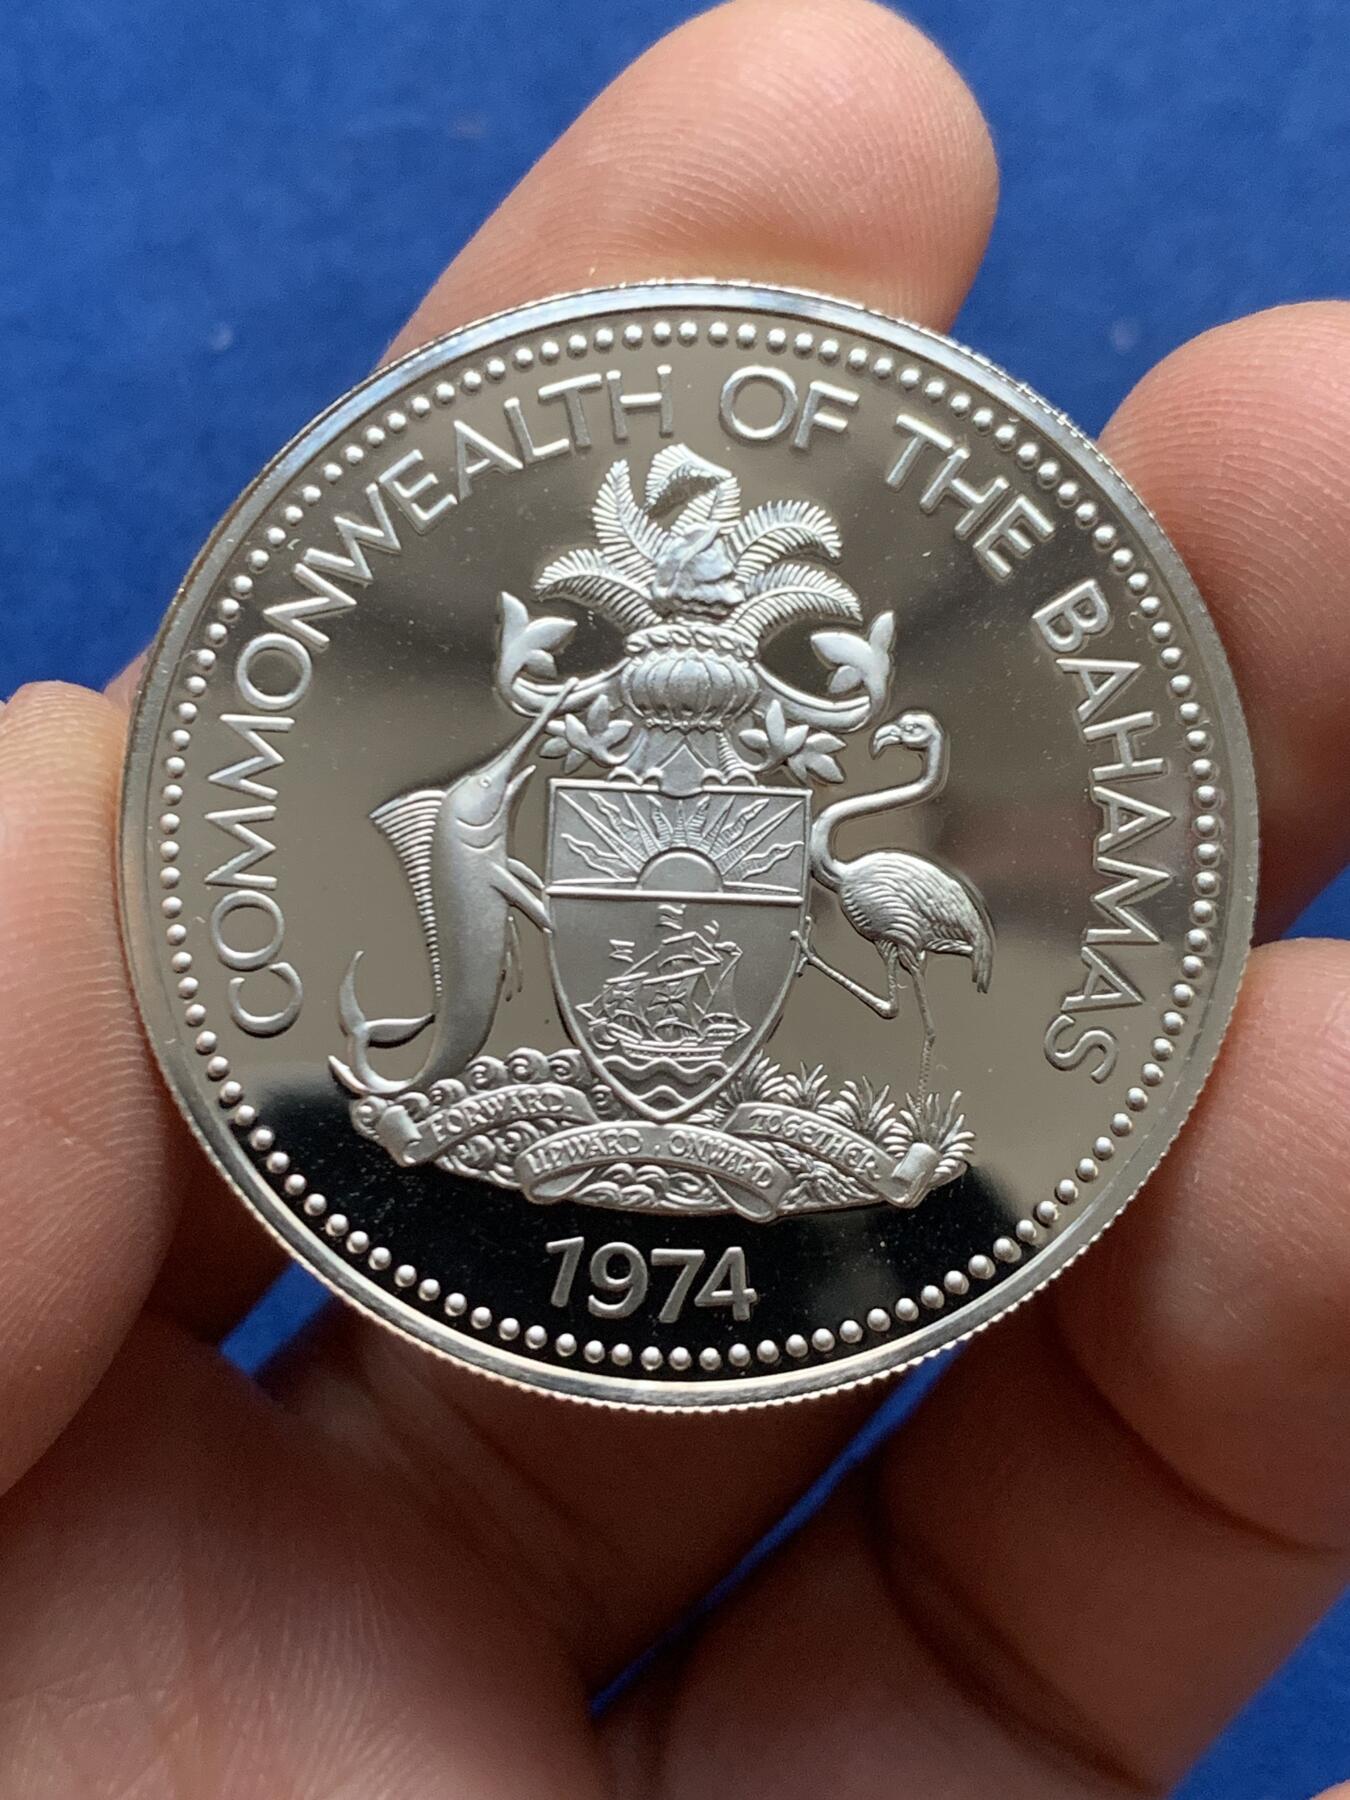 COMMONWEALTH OF THE BAHAMAS
FORWARD.
UPWARD · ONWARD
TOGETHER
1974